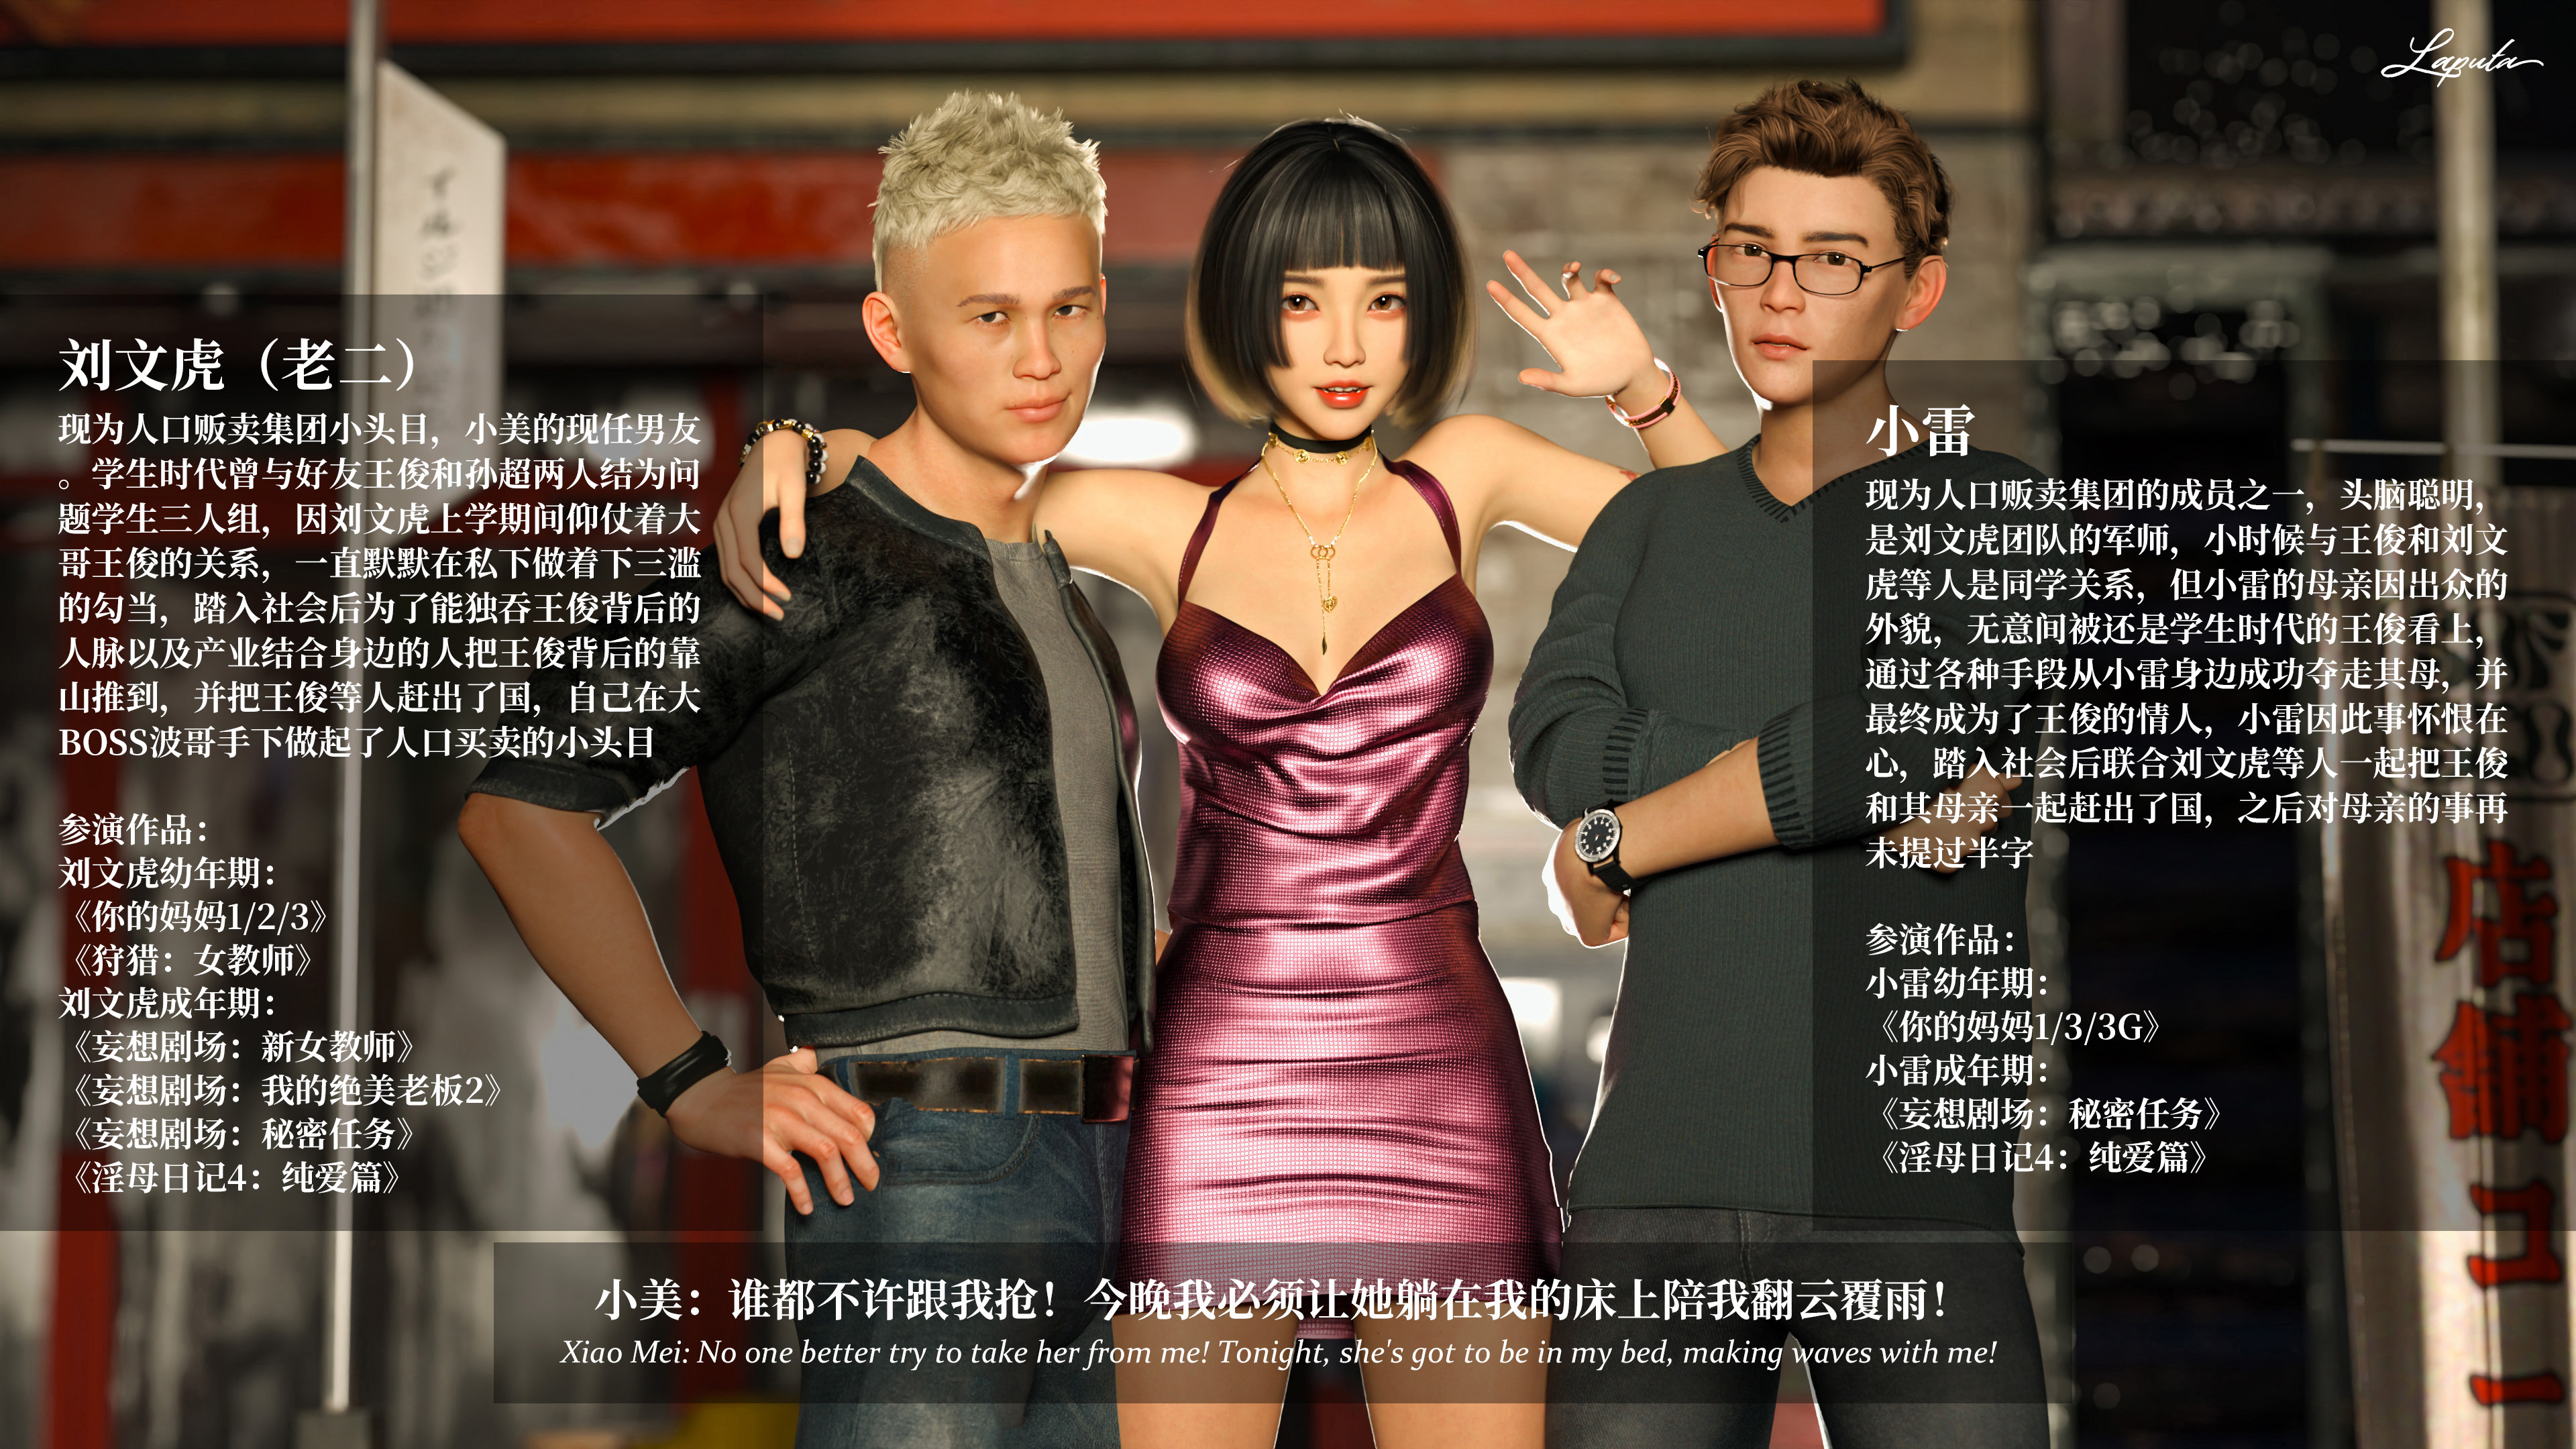 Laputa
刘文虎（老二）
现为人口贩卖集团小头目，小美的现任男友
。学生时代曾与好友王俊和孙超两人结为问
题学生三人组，因刘文虎上学期间仰仗着大
哥王俊的关系，一直默默在私下做着下三滥
的勾当，踏入社会后为了能独吞王俊背后的
人脉以及产业结合身边的人把王俊背后的靠
山推到，并把王俊等人赶出了国，自己在大
BOSS波哥手下做起了人口买卖的小头目
参演作品：
刘文虎幼年期：
《你的妈妈1/2/3》
《狩猎：女教师》
刘文虎成年期：
《妄想剧场：新女教师》
《妄想剧场：我的绝美老板2》
《妄想剧场：秘密任务》
《淫母日记4：纯爱篇》
小雷
现为人口贩卖集团的成员之一，头脑聪明，
是刘文虎团队的军师，小时候与王俊和刘文
虎等人是同学关系，但小雷的母亲因出众的
外貌，无意间被还是学生时代的王俊看上，
通过各种手段从小雷身边成功夺走其母，并
最终成为了王俊的情人，小雷因此事怀恨在
心，踏入社会后联合刘文虎等人一起把王俊
和其母亲一起赶出了国，之后对母亲的事再
未提过半字
参演作品：
小雷幼年期：
《你的妈妈1/3/3G》
小雷成年期：
《妄想剧场：秘密任务》
《淫母日记4：纯爱篇》
店舗コー
小美：谁都不许跟我抢！今晚我必须让她躺在我的床上陪我翻云覆雨！
Xiao Mei: No one better try to take her from me! Tonight, she's got to be in my bed, making waves with me!